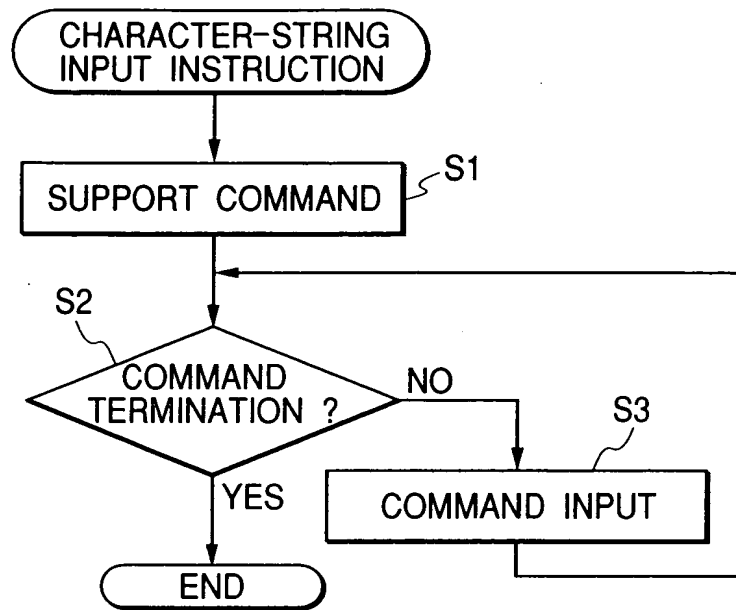 CHARACTER-STRING
INPUT INSTRUCTION
SUPPORT COMMAND
S1
S2
COMMAND
TERMINATION ?
NO
S3
YES
COMMAND INPUT
END